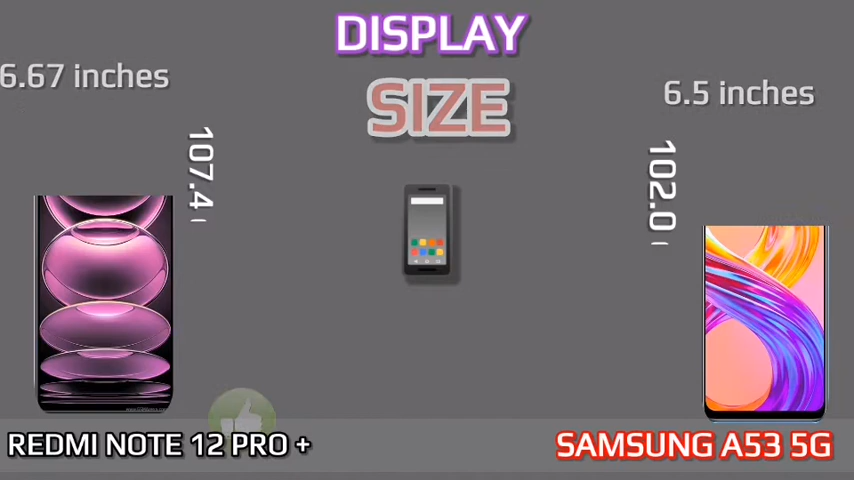 DISPLAY
SIZE
6.67 inches
6.5 inches
107.4
102.0
REDMI NOTE 12 PRO +
SAMSUNG A53 5G